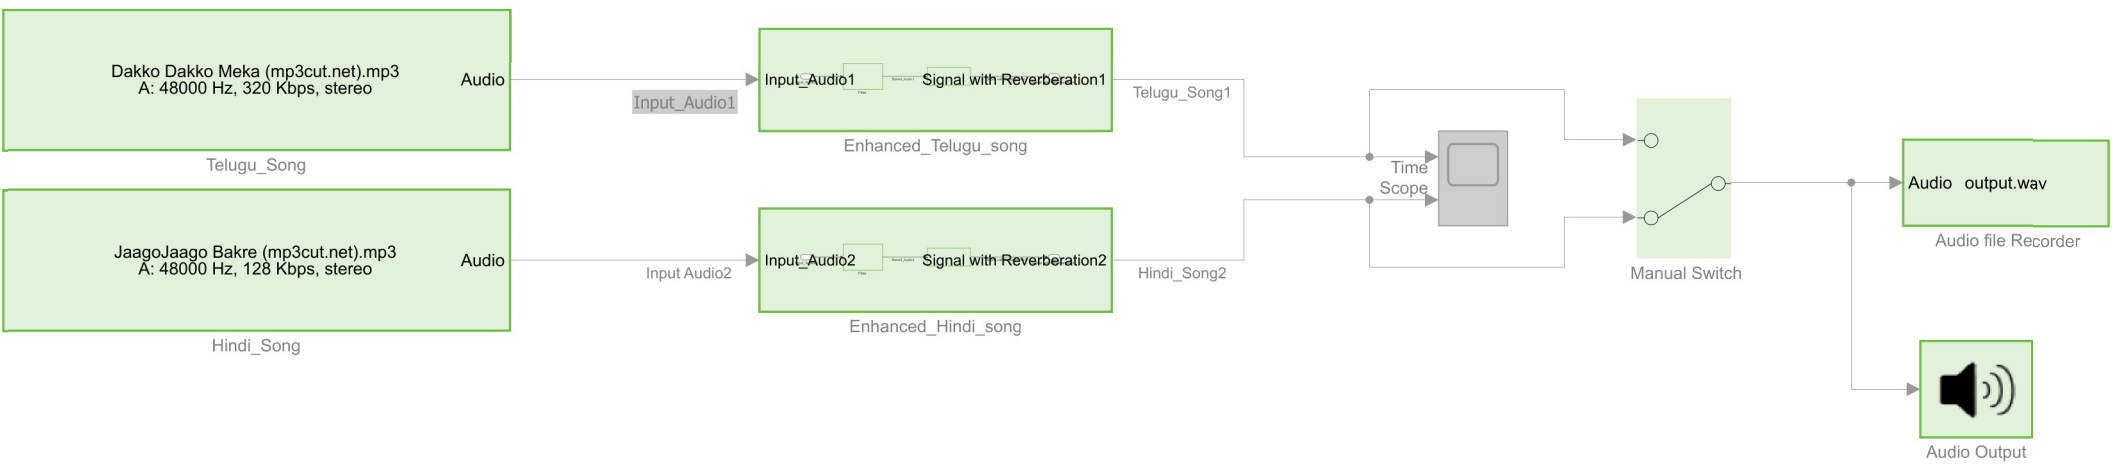 Dakko Dakko Meka (mp3cut.net).mp3
A: 48000 Hz, 320 Kbps, stereo
Audio
Input_Audio1
Telugu_Song
Input_Audio1
Signal with Reverberation1
Enhanced_Telugu_song
Telugu_Song1
JaagoJaago Bakre (mp3cut.net).mp3
A: 48000 Hz, 128 Kbps, stereo
Audio
Input Audio2
Hindi_Song
Input_Audio2
Signal with Reverberation2
Enhanced_Hindi_song
Hindi_Song2
Time
Scope
Manual Switch
Audio output.wav
Audio file Recorder
Audio Output